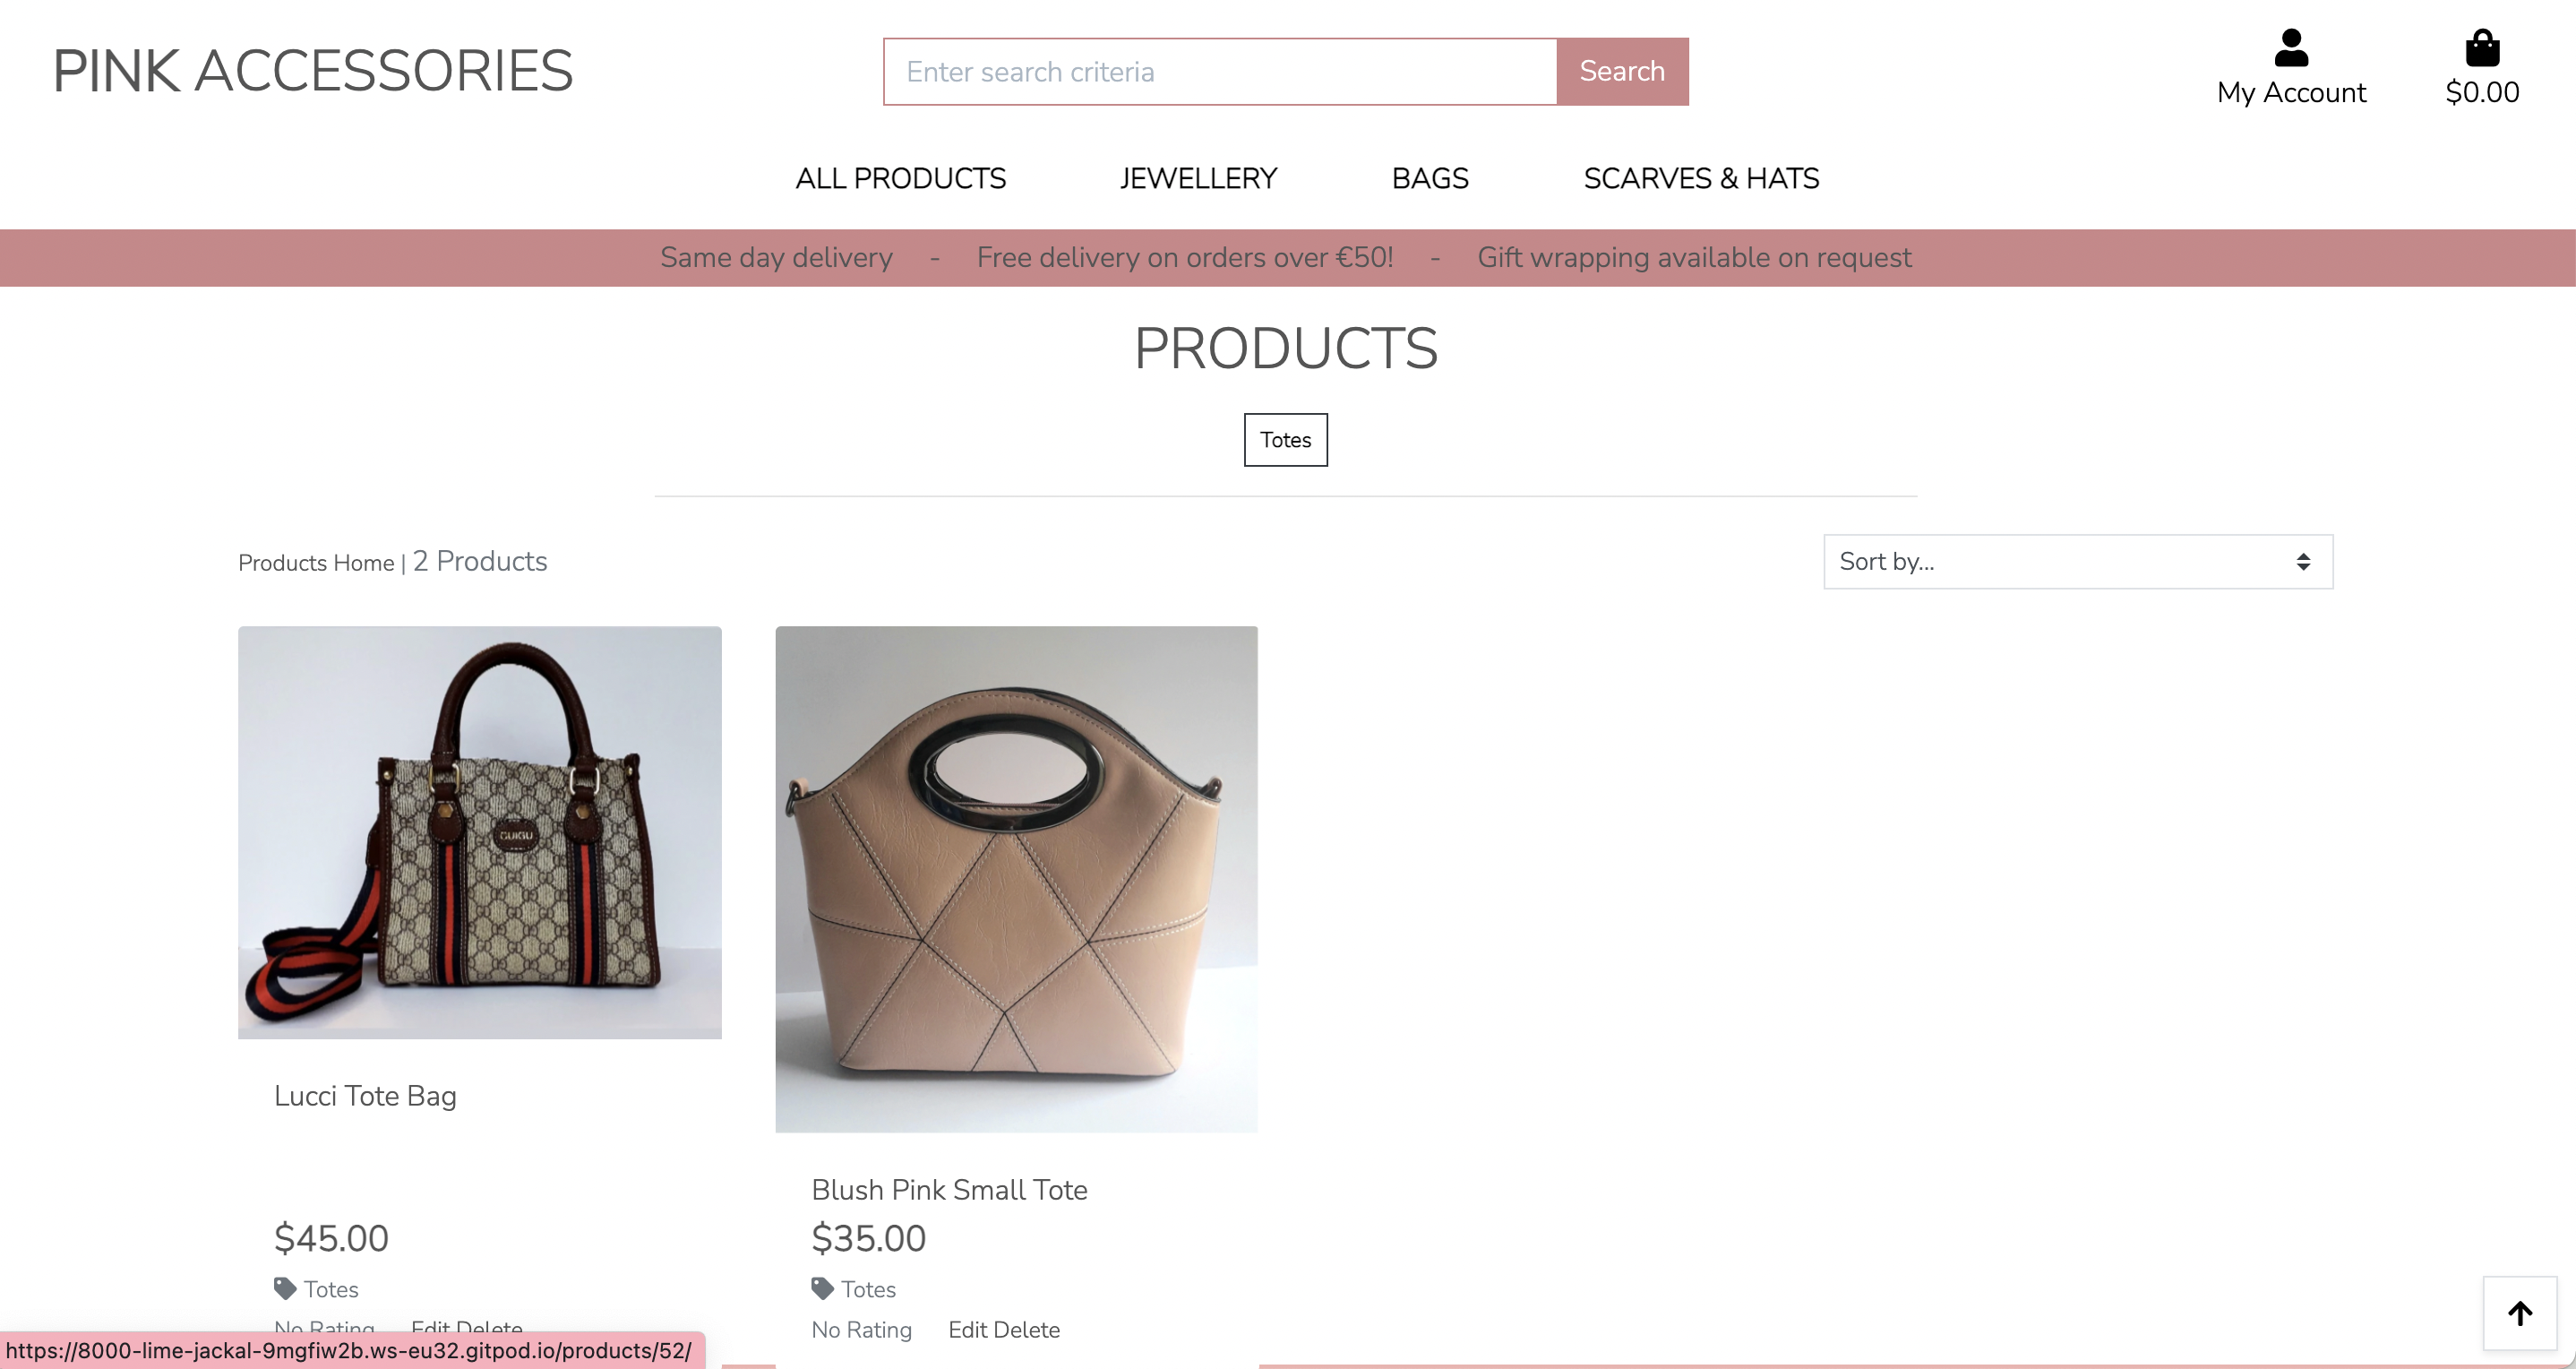 PINK ACCESSORIES
Enter search criteria
Search
My Account
$0.00
ALL PRODUCTS
JEWELLERY
BAGS
SCARVES & HATS
Same day delivery - Free delivery on orders over €50! - Gift wrapping available on request
PRODUCTS
Totes
Products Home | 2 Products
Sort by...
GUIGU
Lucci Tote Bag
$45.00
Totes
No Rating Edit Delete
Blush Pink Small Tote
$35.00
Totes
No Rating Edit Delete
https://8000-lime-jackal-9mgfiw2b.ws-eu32.gitpod.io/products/52/